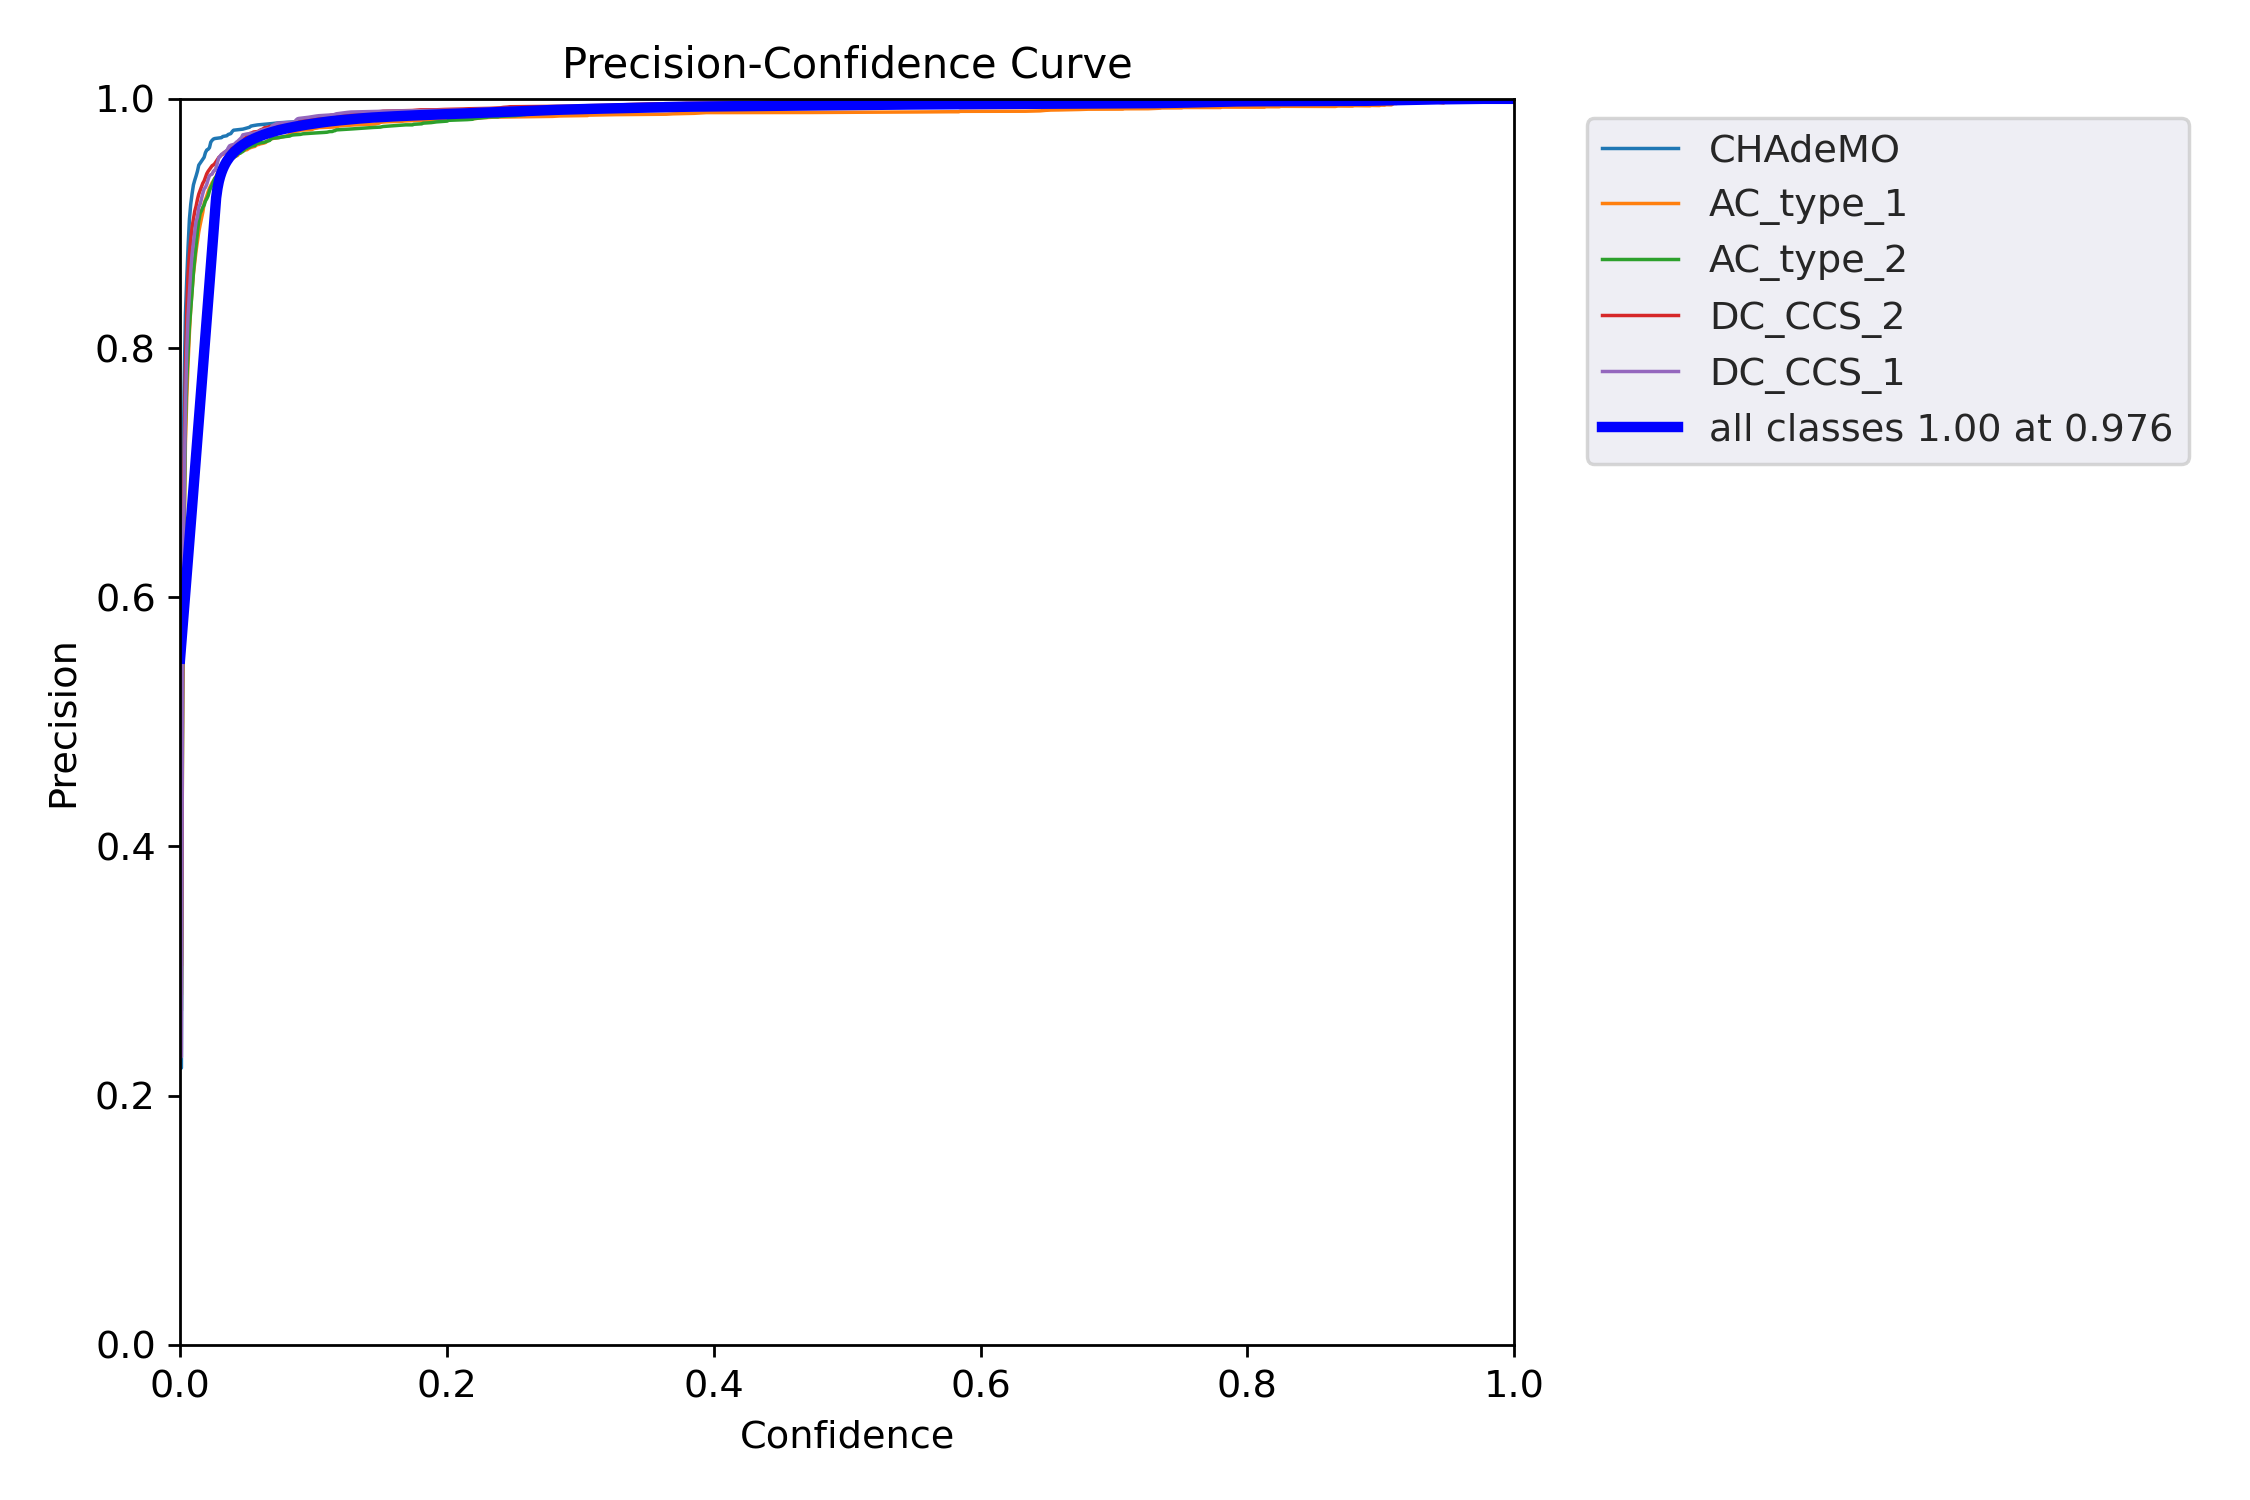 Precision-Confidence Curve
1.0
0.8
0.6
0.4
0.2
0.0
Precision
0.0 0.2 0.4 0.6 0.8 1.0
Confidence
CHAdeMO
AC_type_1
AC_type_2
DC_CCS_2
DC_CCS_1
all classes 1.00 at 0.976